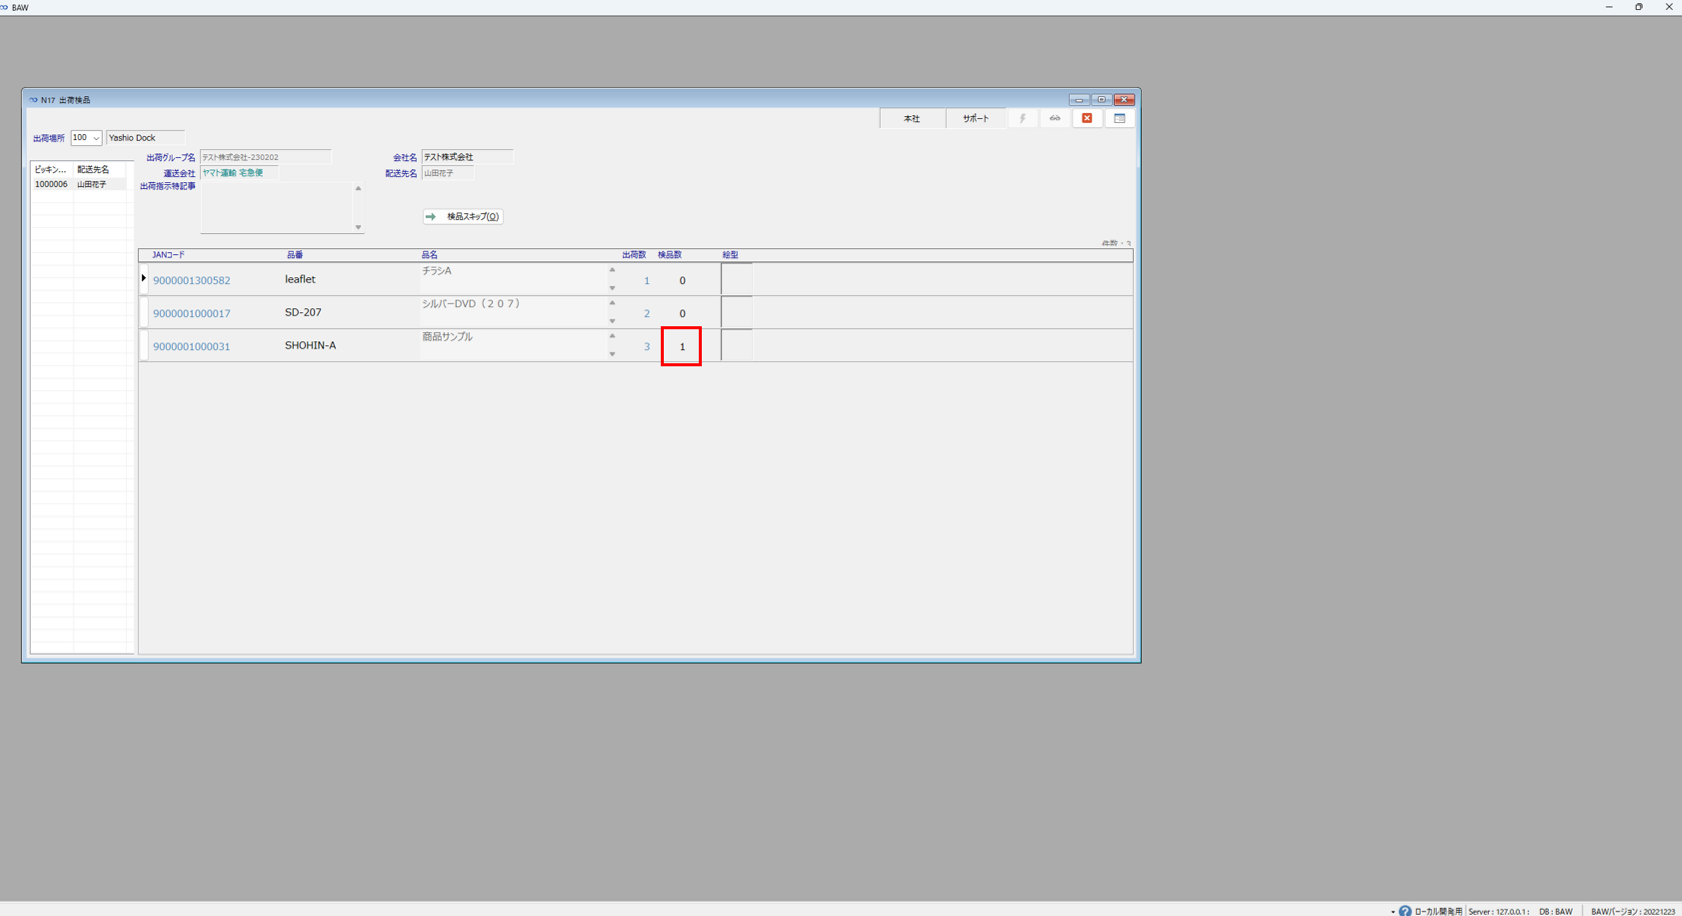 BAW
N17 出荷検品
本社 サポート
出荷場所 100 Yashio Dock
出荷グループ名 テスト株式会社-230202 会社名 テスト株式会社
運送会社 ヤマト運輸 宅急便 配送先名 山田花子
出荷指示特記事
ピッキン... 配送先名
1000006 山田花子
検品スキップ(O)
件数 : 3
JANコード 品番 品名 出荷数 検品数 絵型
9000001300582 leaflet チラシA 1 0
9000001000017 SD-207 シルバーDVD（２０７） 2 0
9000001000031 SHOHIN-A 商品サンプル 3 1
ローカル開発用 Server : 127.0.0.1 : DB : BAW BAWバージョン : 20221223